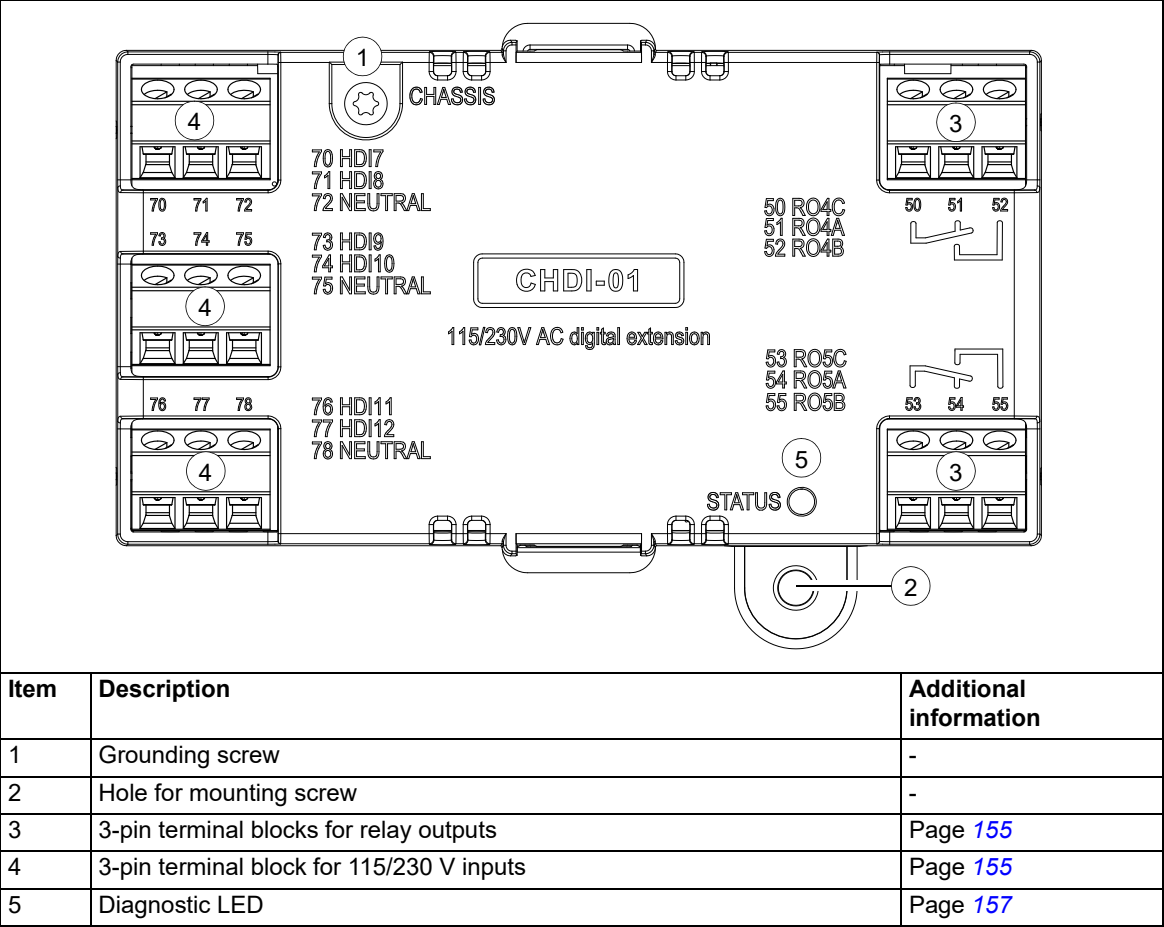 1
CHASSIS
4
3
70 HDI7
71 HDI8
72 NEUTRAL
70 71 72
73 74 75
73 HDI9
74 HDI10
75 NEUTRAL
50 RO4C
51 RO4A
52 RO4B
50 51 52
4
CHDI-01
115/230V AC digital extension
53 RO5C
54 RO5A
55 RO5B
53 54 55
76 77 78
76 HDI11
77 HDI12
78 NEUTRAL
4
5
3
STATUS
2
Item Description Additional information
1 Grounding screw -
2 Hole for mounting screw -
3 3-pin terminal blocks for relay outputs Page 155
4 3-pin terminal block for 115/230 V inputs Page 155
5 Diagnostic LED Page 157